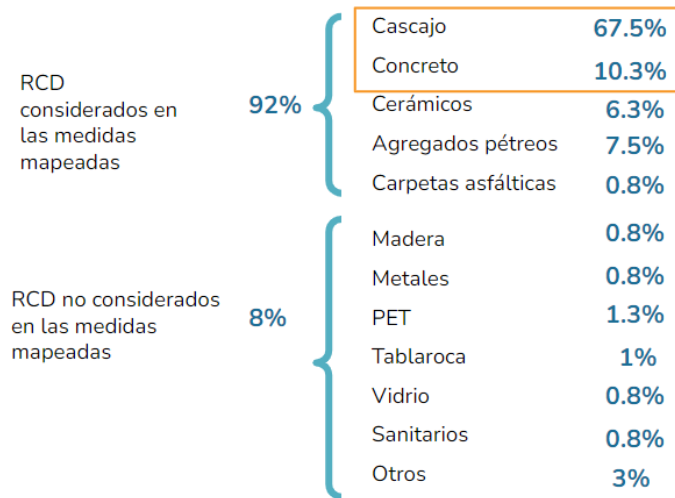 RCD
considerados en
las medidas
mapeadas
92%
Cascajo 67.5%
Concreto 10.3%
Cerámicos 6.3%
Agregados pétreos 7.5%
Carpetas asfálticas 0.8%
RCD no considerados
en las medidas
mapeadas
8%
Madera 0.8%
Metales 0.8%
PET 1.3%
Tablaroca 1%
Vidrio 0.8%
Sanitarios 0.8%
Otros 3%